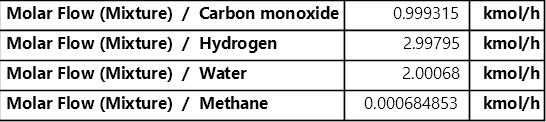 Molar Flow (Mixture) / Carbon monoxide 0.999315 kmol/h
Molar Flow (Mixture) / Hydrogen 2.99795 kmol/h
Molar Flow (Mixture) / Water 2.00068 kmol/h
Molar Flow (Mixture) / Methane 0.000684853 kmol/h